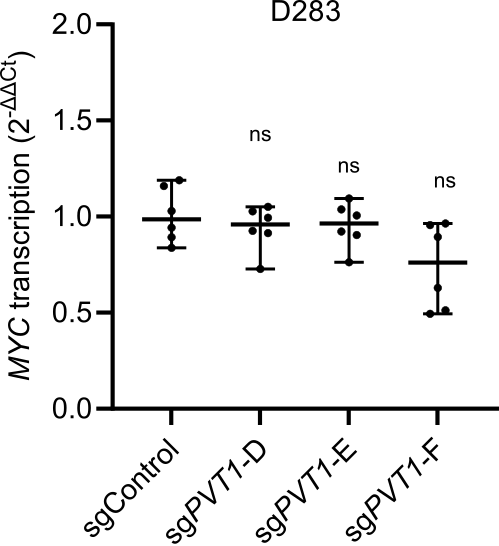 D283
MYC transcription (2-ΔΔCt)
2.0
1.5
1.0
0.5
0.0
ns
ns
ns
sgControl
sgPVT1-D
sgPVT1-E
sgPVT1-F